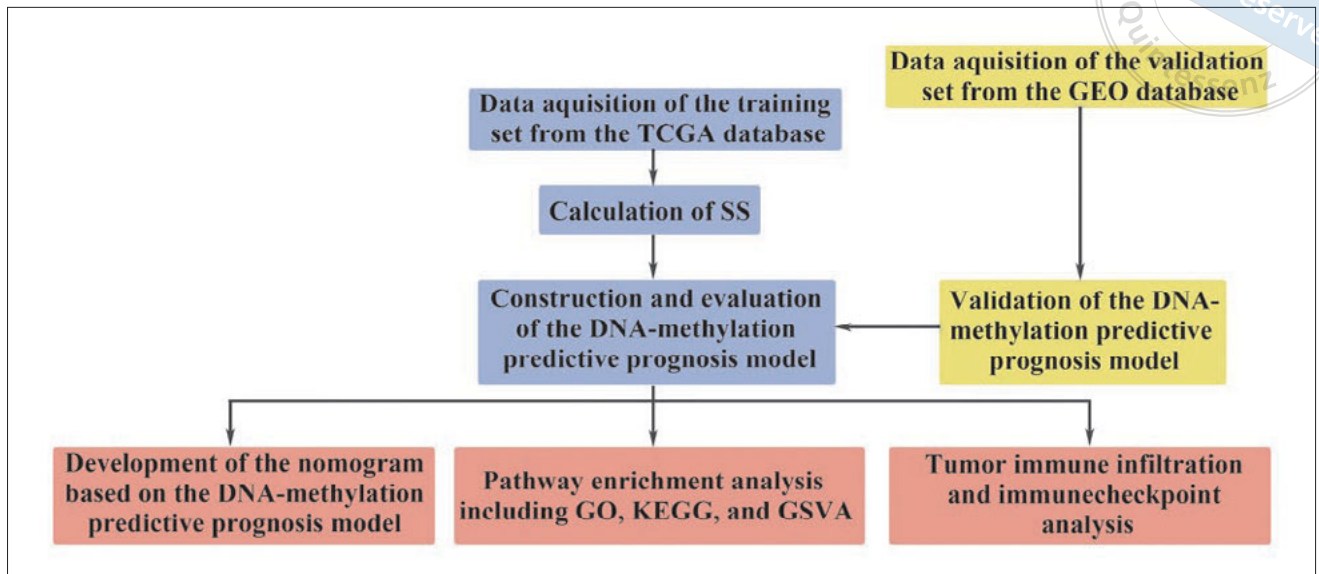 Quintessenz
Data aquisition of the validation
set from the GEO database
Data aquisition of the training
set from the TCGA database
Calculation of SS
Construction and evaluation
of the DNA-methylation
predictive prognosis model
Validation of the DNA-
methylation predictive
prognosis model
Development of the nomogram
based on the DNA-methylation
predictive prognosis model
Pathway enrichment analysis
including GO, KEGG, and GSVA
Tumor immune infiltration
and immunecheckpoint
analysis